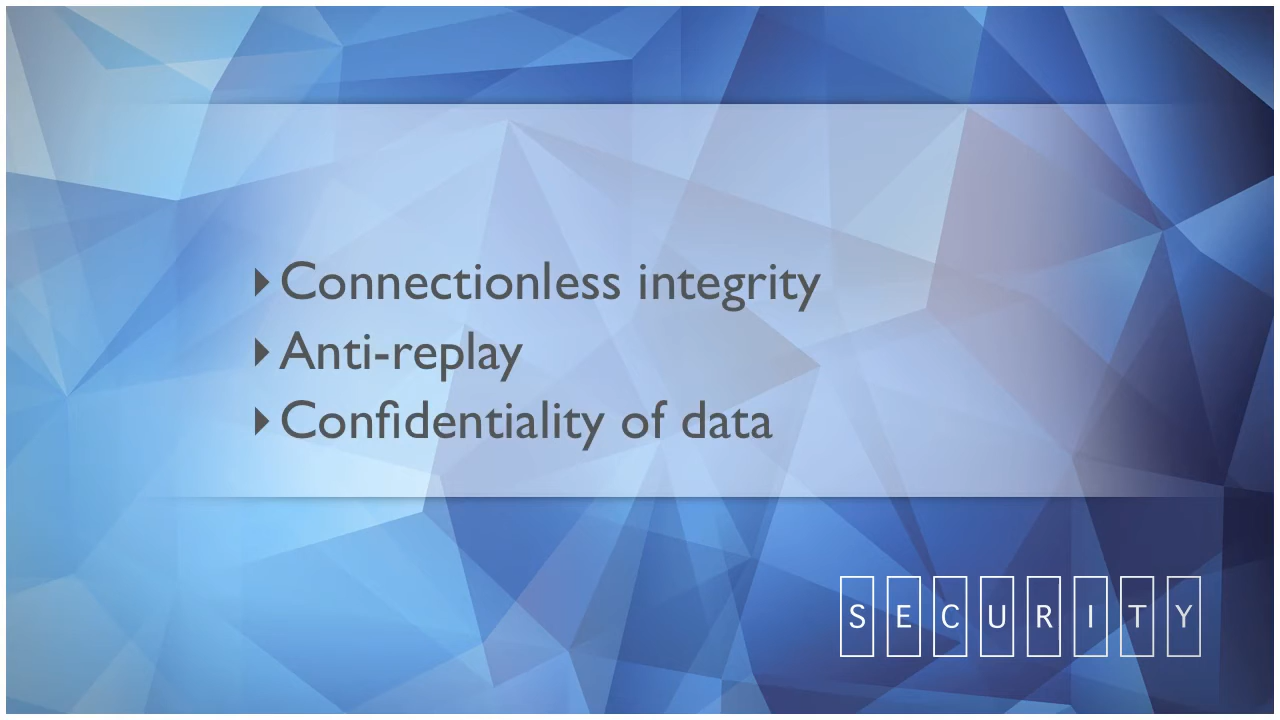 Connectionless integrity
Anti-replay
Confidentiality of data
SECURITY